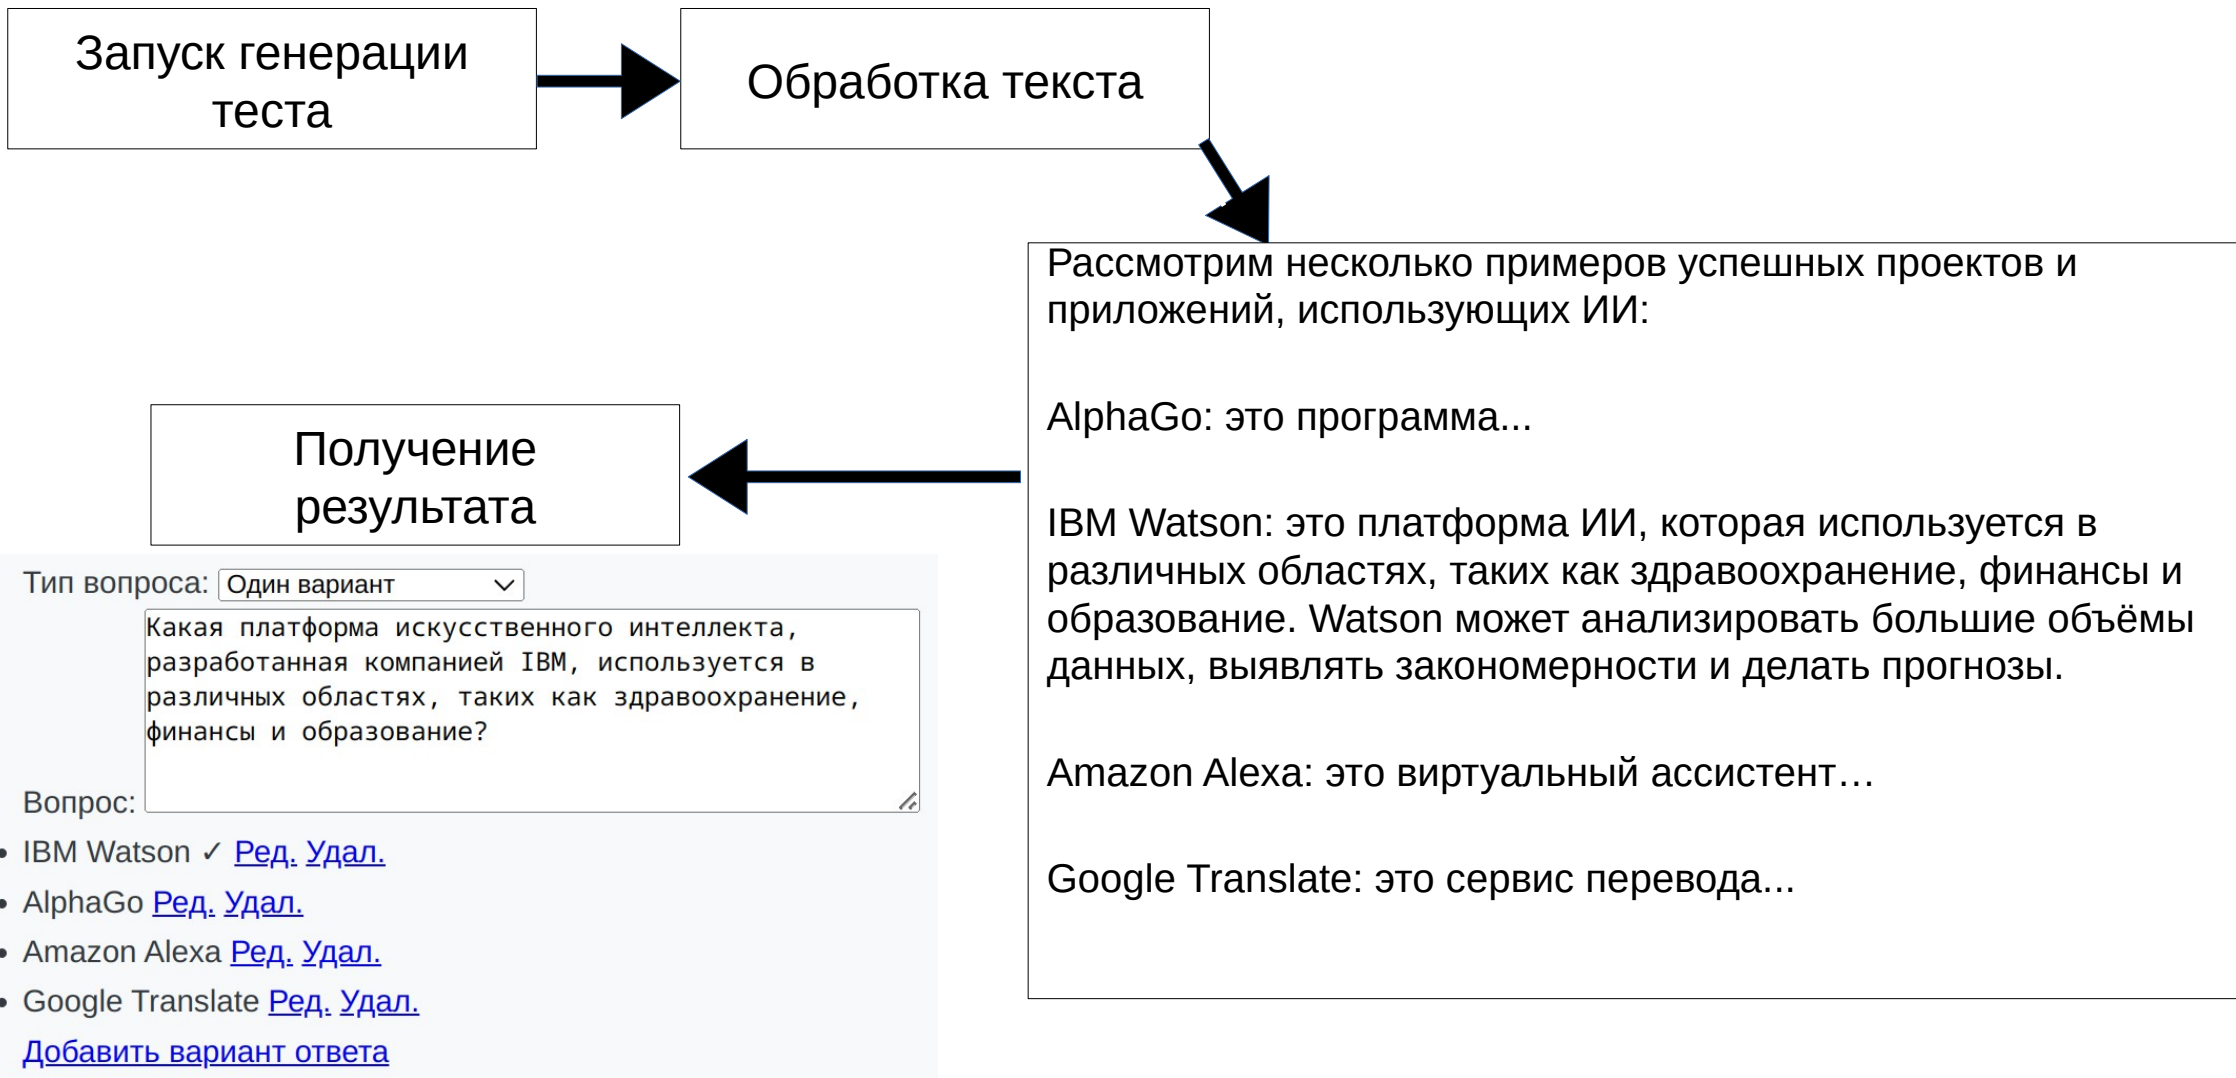 Запуск генерации
теста
Обработка текста
Рассмотрим несколько примеров успешных проектов и
приложений, использующих ИИ:
AlphaGo: это программа...
IBM Watson: это платформа ИИ, которая используется в
различных областях, таких как здравоохранение, финансы и
образование. Watson может анализировать большие объёмы
данных, выявлять закономерности и делать прогнозы.
Amazon Alexa: это виртуальный ассистент…
Google Translate: это сервис перевода...
Получение
результата
Тип вопроса: Один вариант
Какая платформа искусственного интеллекта,
разработанная компанией IBM, используется в
различных областях, таких как здравоохранение,
финансы и образование?
Вопрос:
• IBM Watson ✓ Ред. Удал.
• AlphaGo Ред. Удал.
• Amazon Alexa Ред. Удал.
• Google Translate Ред. Удал.
Добавить вариант ответа